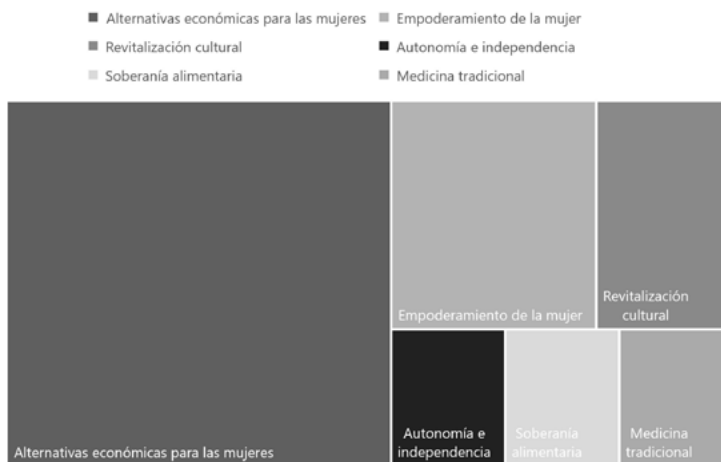 Alternativas económicas para las mujeres
Empoderamiento de la mujer
Revitalización cultural
Autonomía e independencia
Soberanía alimentaria
Medicina tradicional
Empoderamiento de la mujer
Revitalización
cultural
Alternativas económicas para las mujeres
Autonomía e
independencia
Soberanía
alimentaria
Medicina
tradicional